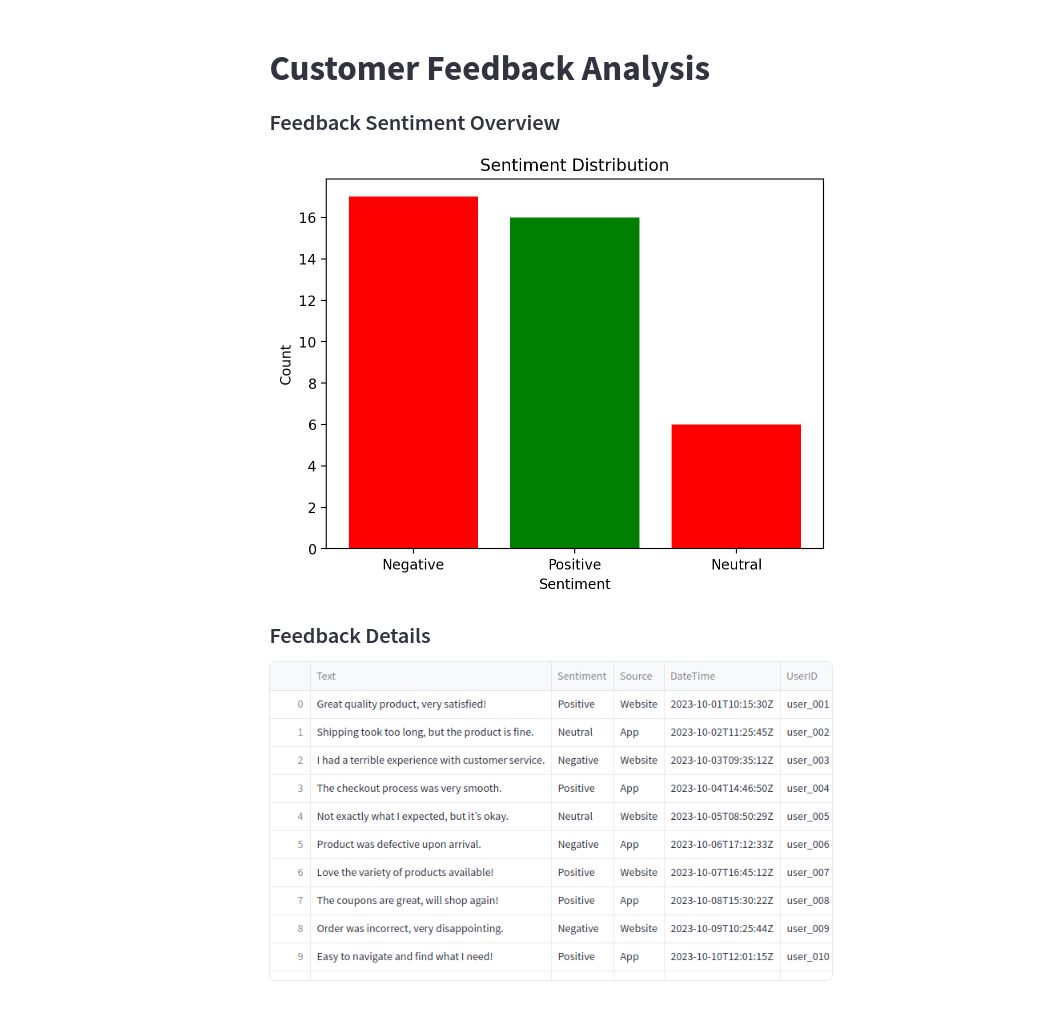 Customer Feedback Analysis
Feedback Sentiment Overview
Sentiment Distribution
16
14
12
10
8
6
4
2
0
Count
Negative Positive Neutral
Sentiment
Feedback Details
Text Sentiment Source DateTime UserID
0 Great quality product, very satisfied! Positive Website 2023-10-01T10:15:30Z user_001
1 Shipping took too long, but the product is fine. Neutral App 2023-10-02T11:25:45Z user_002
2 I had a terrible experience with customer service. Negative Website 2023-10-03T09:35:12Z user_003
3 The checkout process was very smooth. Positive App 2023-10-04T14:46:50Z user_004
4 Not exactly what I expected, but it’s okay. Neutral Website 2023-10-05T08:50:29Z user_005
5 Product was defective upon arrival. Negative App 2023-10-06T17:12:33Z user_006
6 Love the variety of products available! Positive Website 2023-10-07T16:45:12Z user_007
7 The coupons are great, will shop again! Positive App 2023-10-08T15:30:22Z user_008
8 Order was incorrect, very disappointing. Negative Website 2023-10-09T10:25:44Z user_009
9 Easy to navigate and find what I need! Positive App 2023-10-10T12:01:15Z user_010